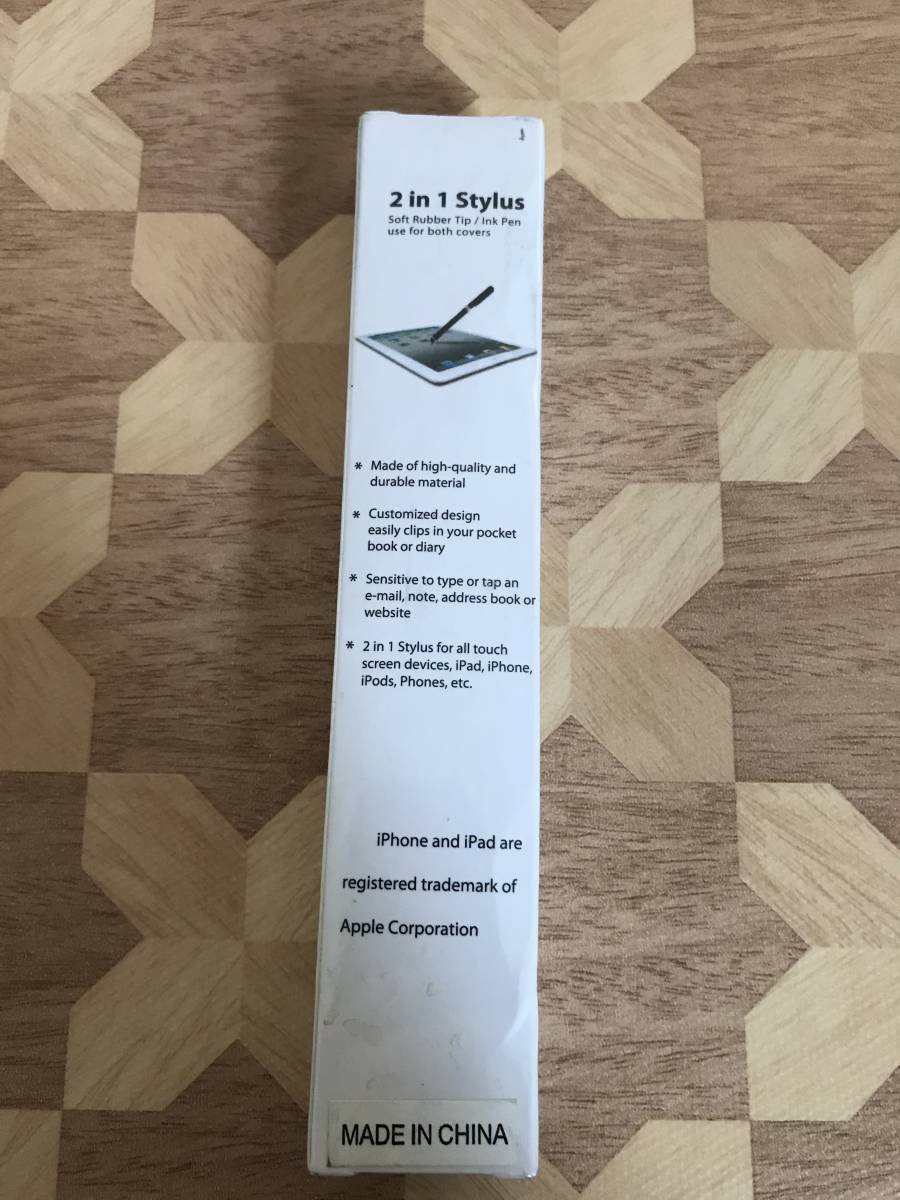 2 in 1 Stylus
Soft Rubber Tip / Ink Pen
use for both covers
* Made of high-quality and
durable material
* Customized design
easily clips in your pocket
book or diary
* Sensitive to type or tap an
e-mail, note, address book or
website
* 2 in 1 Stylus for all touch
screen devices, iPad, iPhone,
iPods, Phones, etc.
iPhone and iPad are
registered trademark of
Apple Corporation
MADE IN CHINA